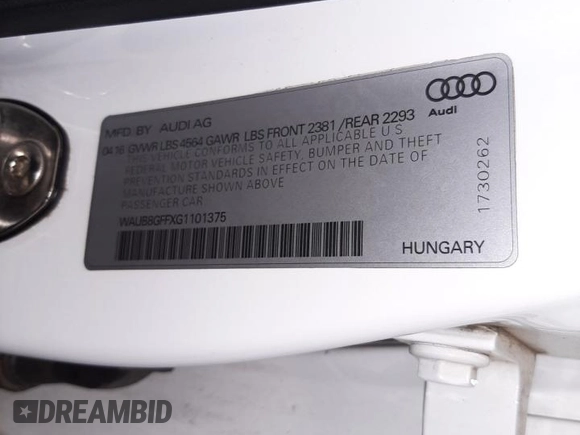 MFD. BY AUDI AG
04 16 GVWR LBS 4564 GAWR LBS FRONT 2381 / REAR 2293
THIS VEHICLE CONFORMS TO ALL APPLICABLE U S
FEDERAL MOTOR VEHICLE SAFETY, BUMPER AND THEFT
PREVENTION STANDARDS IN EFFECT ON THE DATE OF
MANUFACTURE SHOWN ABOVE
PASSENGER CAR
WAUB8GFFXG1101375
Audi
1730262
HUNGARY
DREAMBID